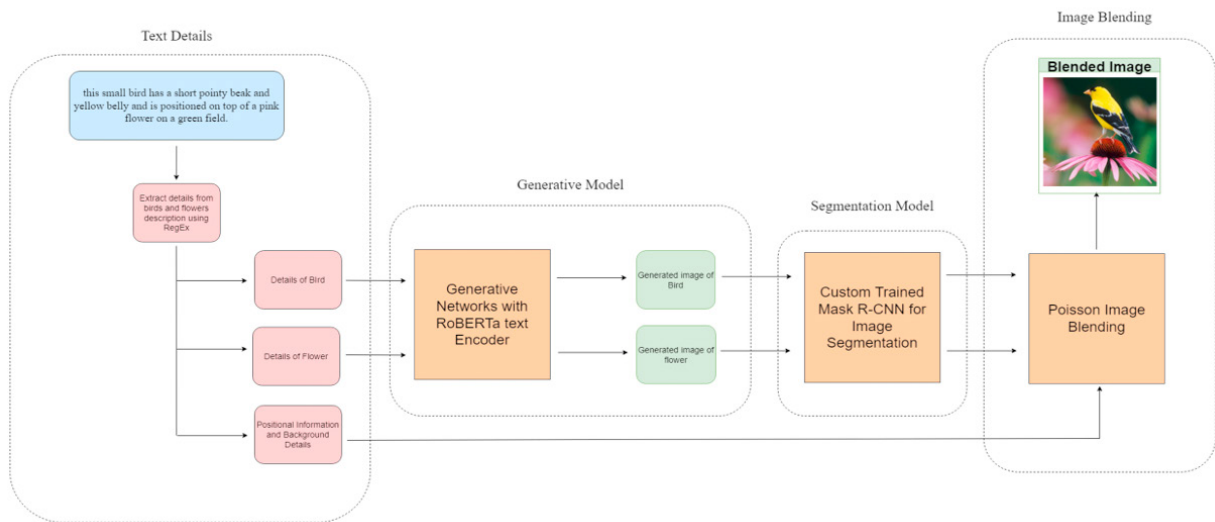 Text Details
this small bird has a short pointy beak and
yellow belly and is positioned on top of a pink
flower on a green field.
Extract details from
birds and flowers
description using
RegEx
Details of Bird
Details of Flower
Positional Information
and Background
Details
Generative Model
Generative
Networks with
RoBERTa text
Encoder
Generated image of
Bird
Generated image of
flower
Segmentation Model
Custom Trained
Mask R-CNN for
Image
Segmentation
Image Blending
Blended Image
Poisson Image
Blending